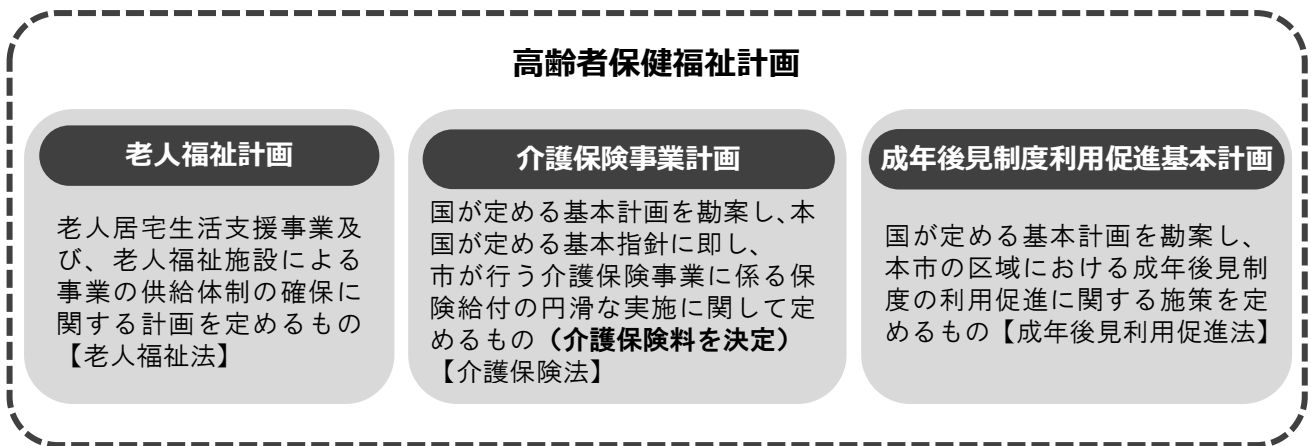 高齢者保健福祉計画
老人福祉計画
老人居宅生活支援事業及
び、老人福祉施設による
事業の供給体制の確保に
関する計画を定めるもの
【老人福祉法】
介護保険事業計画
国が定める基本計画を勘案し、本
国が定める基本指針に即し、
市が行う介護保険事業に係る保
険給付の円滑な実施に関して定
めるもの（介護保険料を決定）
【介護保険法】
成年後見制度利用促進基本計画
国が定める基本計画を勘案し、
本市の区域における成年後見制
度の利用促進に関する施策を定
めるもの【成年後見利用促進法】